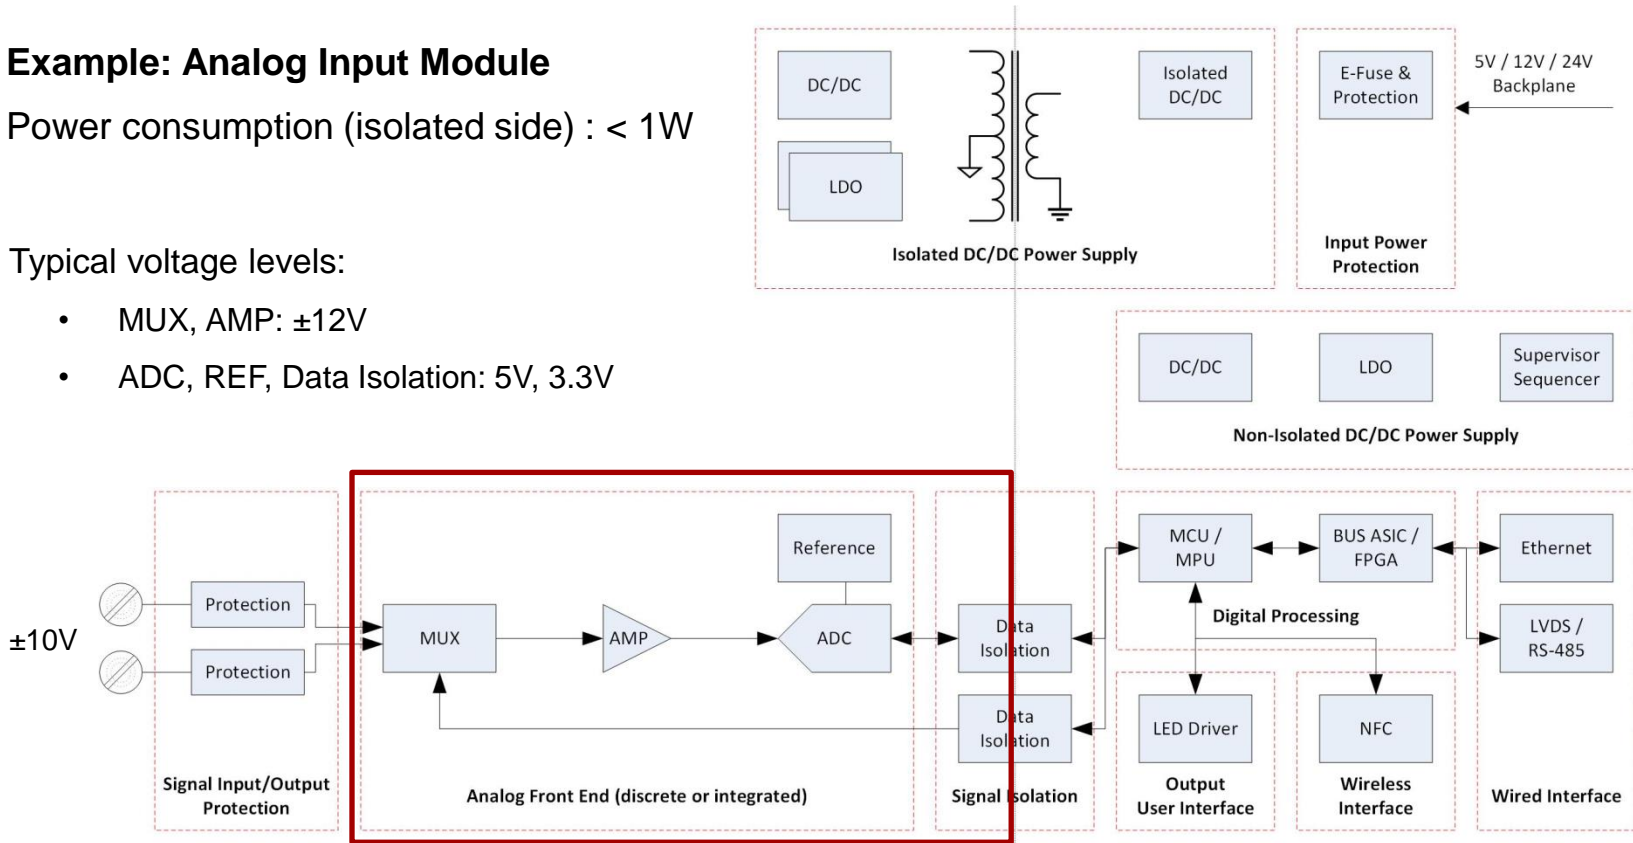 Example: Analog Input Module
Power consumption (isolated side) : < 1W
Typical voltage levels:
• MUX, AMP: ±12V
• ADC, REF, Data Isolation: 5V, 3.3V
DC/DC
LDO
Isolated
DC/DC
Isolated DC/DC Power Supply
E-Fuse &
Protection
Input Power
Protection
5V / 12V / 24V
Backplane
DC/DC
LDO
Supervisor
Sequencer
Non-Isolated DC/DC Power Supply
±10V
Protection
Protection
Signal Input/Output
Protection
MUX
AMP
Reference
ADC
Analog Front End (discrete or integrated)
Data
Isolation
Data
Isolation
Signal Isolation
MCU /
MPU
BUS ASIC /
FPGA
Digital Processing
LED Driver
Output
User Interface
NFC
Wireless
Interface
Ethernet
LVDS /
RS-485
Wired Interface